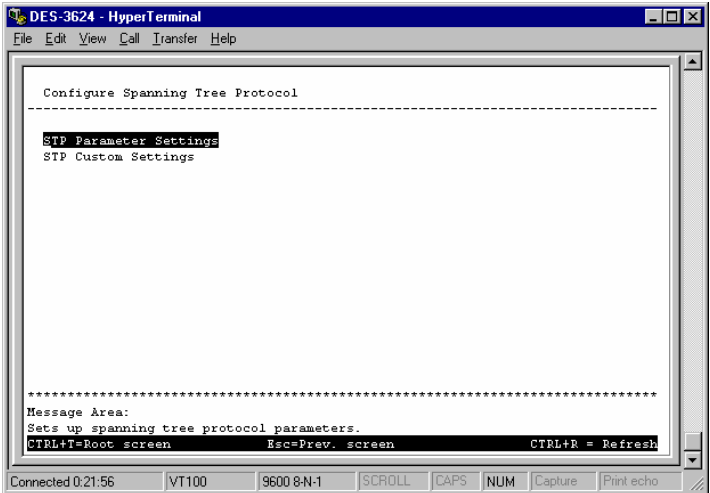 DES-3624 - HyperTerminal
File Edit View Call Transfer Help
Configure Spanning Tree Protocol
--------------------------------------------------------------------------------
STP Parameter Settings
STP Custom Settings
********************************************************************************
Message Area:
Sets up spanning tree protocol parameters.
CTRL+T=Root screen Esc=Prev. screen CTRL+R = Refresh
Connected 0:21:56 VT100 9600 8-N-1 SCROLL CAPS NUM Capture Print echo